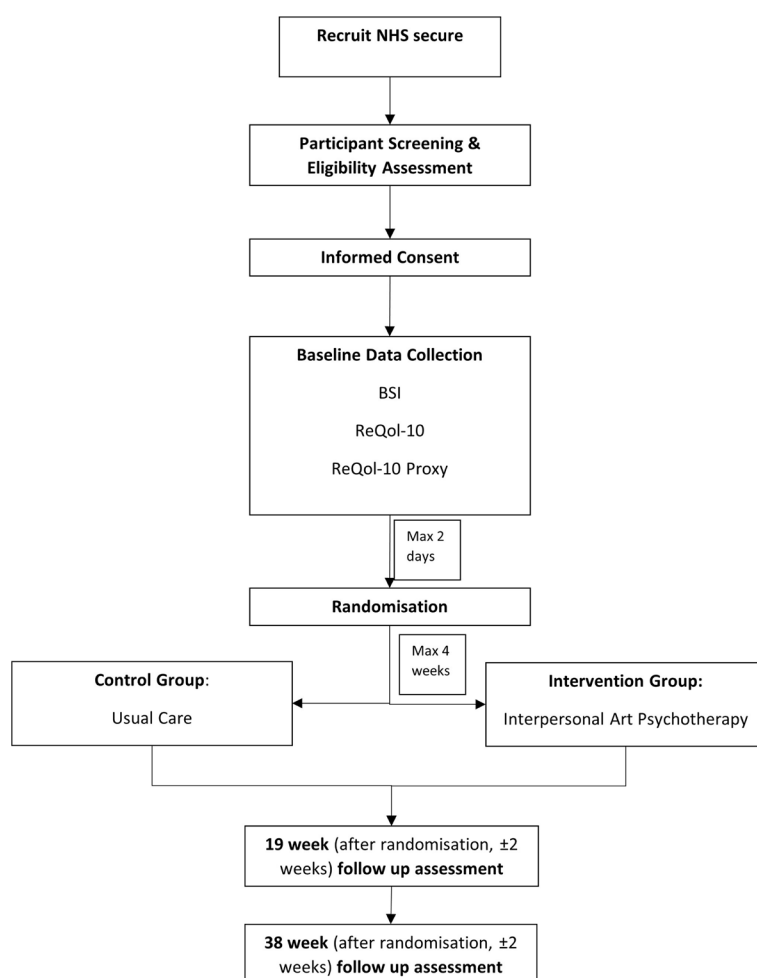 Recruit NHS secure
Participant Screening &
Eligibility Assessment
Informed Consent
Baseline Data Collection
BSI
ReQol-10
ReQol-10 Proxy
Max 2
days
Randomisation
Max 4
weeks
Control Group:
Usual Care
Intervention Group:
Interpersonal Art Psychotherapy
19 week (after randomisation, ±2
weeks) follow up assessment
38 week (after randomisation, ±2
weeks) follow up assessment